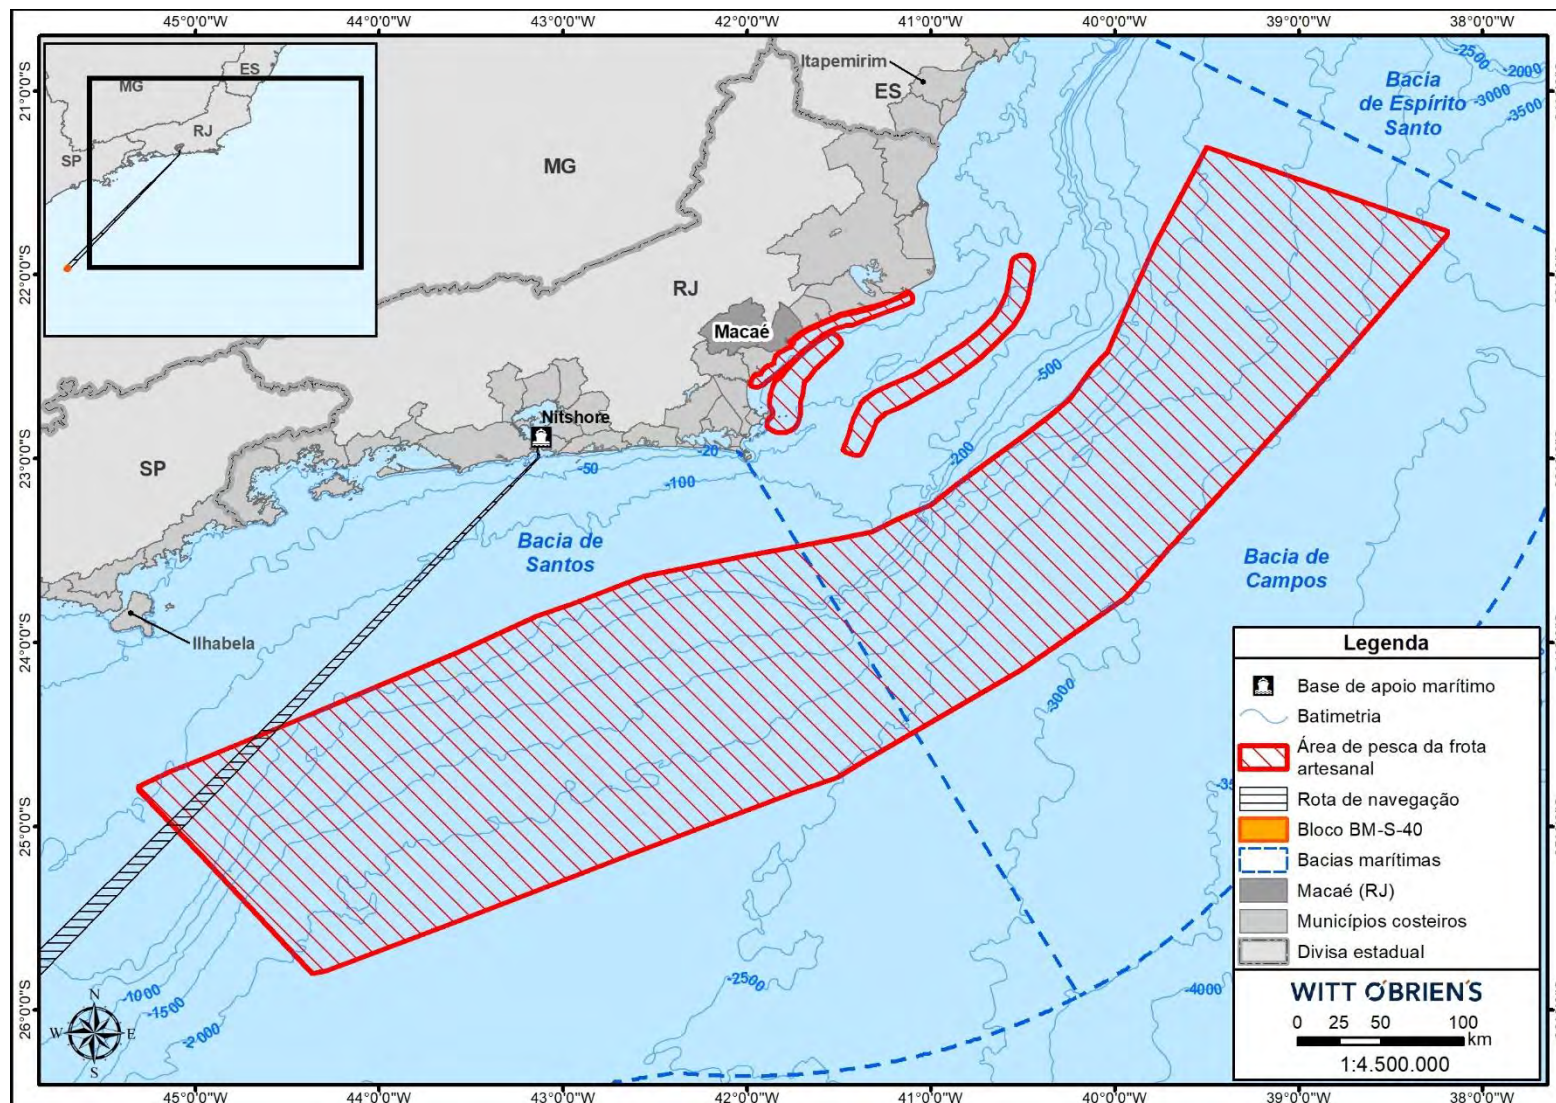 45°0'0"W
44°0'0"W
43°0'0"W
42°0'0"W
41°0'0"W
40°0'0"W
39°0'0"W
38°0'0"W
21°0'0"S
22°0'0"S
23°0'0"S
24°0'0"S
25°0'0"S
26°0'0"S
MG
ES
RJ
SP
Itapemirim
ES
MG
RJ
SP
Macaé
Nitshore
Ilhabela
Bacia
de Espírito
Santo
Bacia de
Santos
Bacia de
Campos
-2500
-2000
-3000
-3500
-500
-200
-20
-50
-100
-3000
-1000
-1500
-2000
-2500
-4000
Legenda
Base de apoio marítimo
Batimetria
Área de pesca da frota
artesanal
Rota de navegação
Bloco BM-S-40
Bacias marítimas
Macaé (RJ)
Municípios costeiros
Divisa estadual
WITT O'BRIEN'S
0 25 50 100
km
1:4.500.000
N
W E
S
45°0'0"W
44°0'0"W
43°0'0"W
42°0'0"W
41°0'0"W
40°0'0"W
39°0'0"W
38°0'0"W